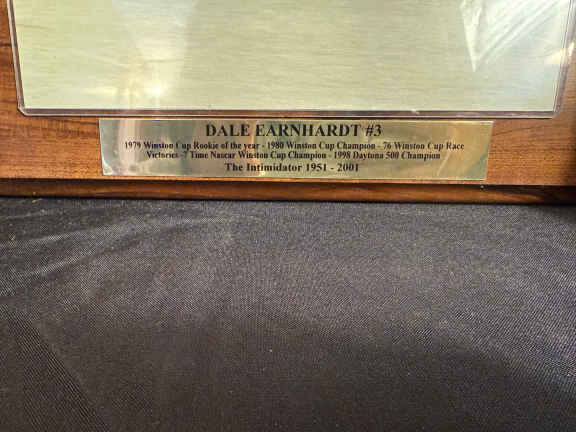 DALE EARNHARDT #3
1979 Winston Cup Rookie of the year - 1980 Winston Cup Champion - 76 Winston Cup Race
Victories -7 Time Nascar Winston Cup Champion - 1998 Daytona 500 Champion
The Intimidator 1951 - 2001